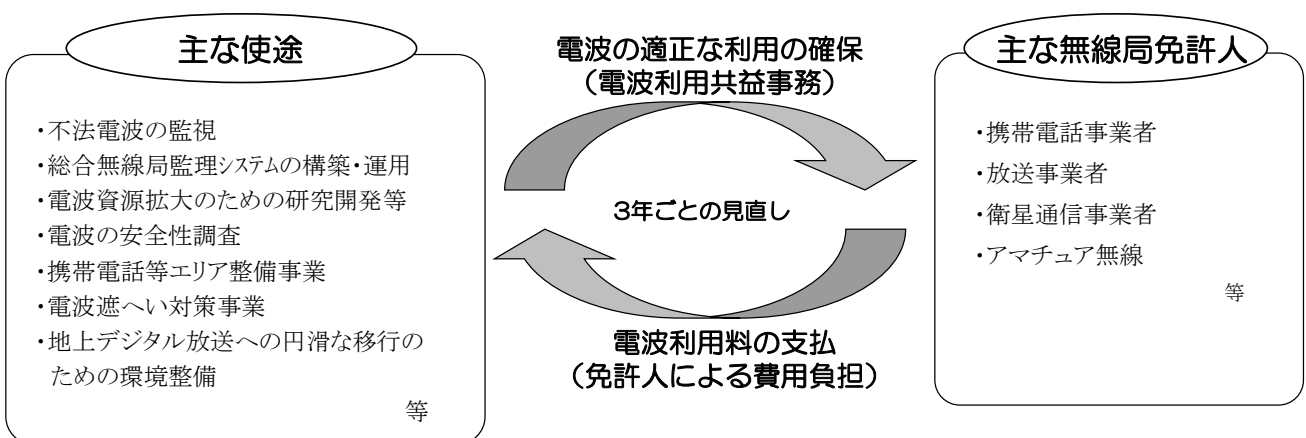 主な使途
・不法電波の監視
・総合無線局監理システムの構築・運用
・電波資源拡大のための研究開発等
・電波の安全性調査
・携帯電話等エリア整備事業
・電波遮へい対策事業
・地上デジタル放送への円滑な移行の
ための環境整備
等
電波の適正な利用の確保
（電波利用共益事務）
3年ごとの見直し
電波利用料の支払
（免許人による費用負担）
主な無線局免許人
・携帯電話事業者
・放送事業者
・衛星通信事業者
・アマチュア無線
等